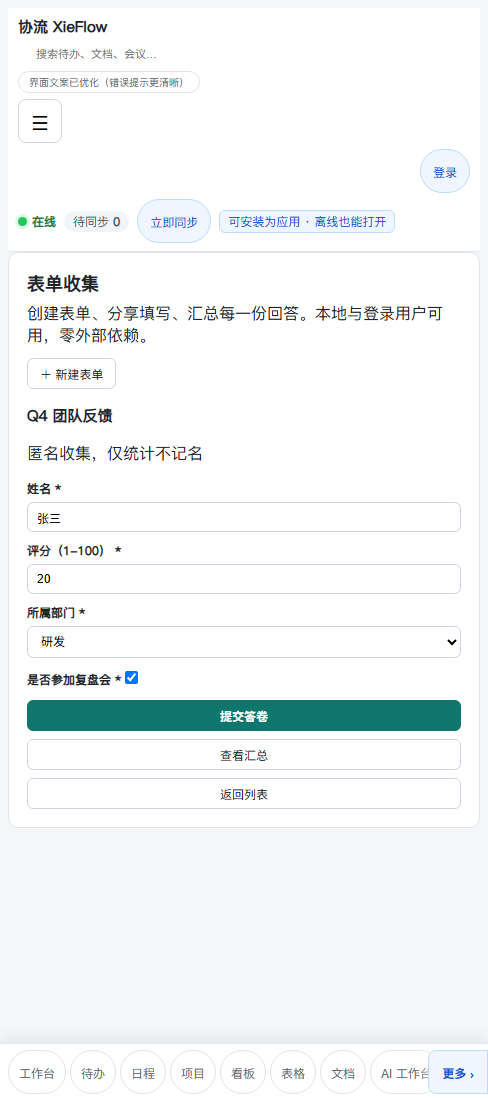 协流 XieFlow
搜索待办、文档、会议…
界面文案已优化（错误提示更清晰）
☰
登录
在线 待同步 0 立即同步 可安装为应用 · 离线也能打开
表单收集
创建表单、分享填写、汇总每一份回答。本地与登录用户可
用，零外部依赖。
＋ 新建表单
Q4 团队反馈
匿名收集，仅统计不记名
姓名 *
张三
评分（1–100） *
20
所属部门 *
研发
是否参加复盘会 *
提交答卷
查看汇总
返回列表
工作台 待办 日程 项目 看板 表格 文档 AI 工作台 更多 ›